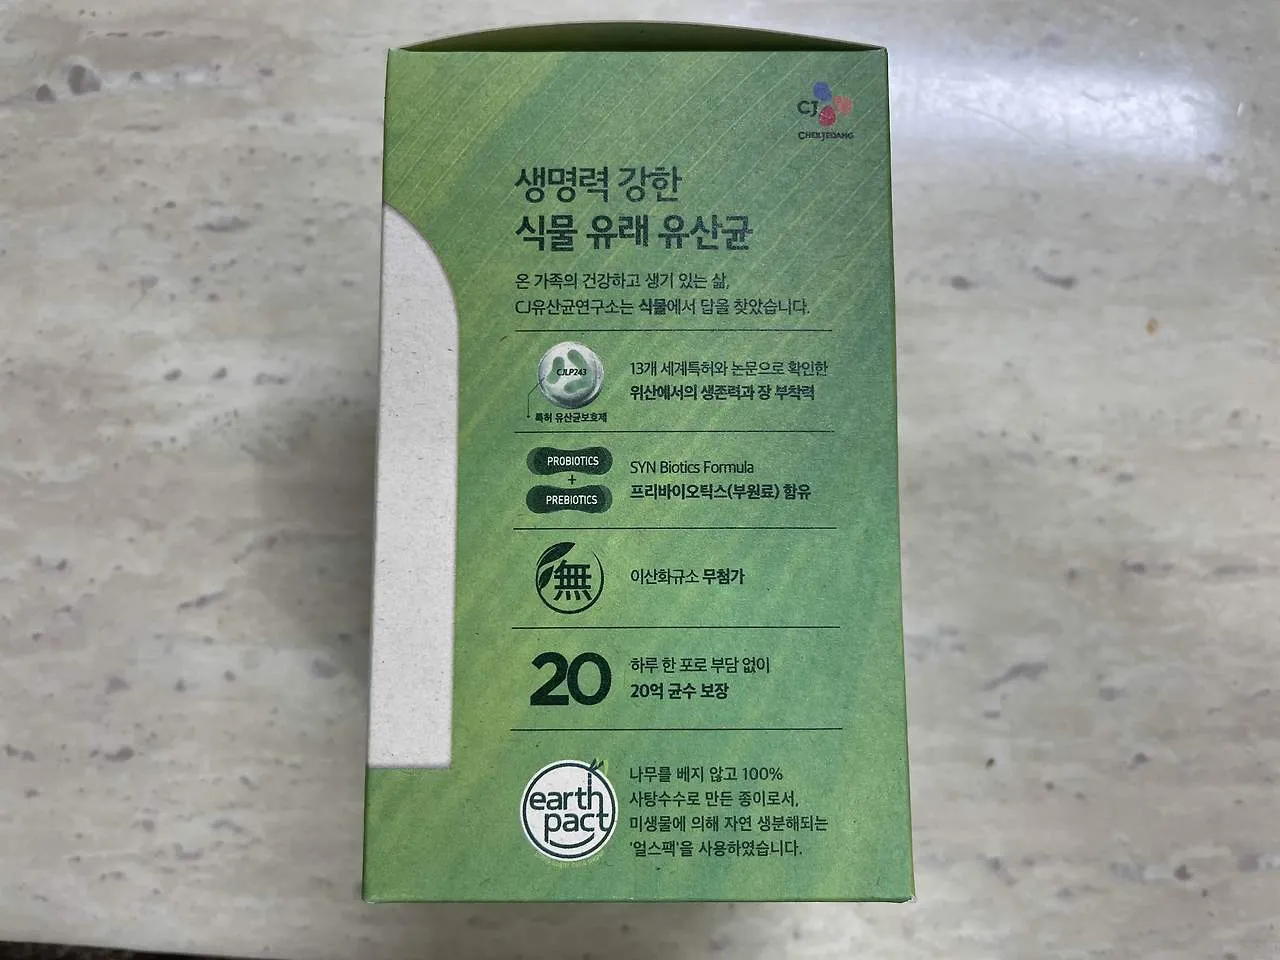 CJ
CHEILJEDANG
생명력 강한
식물 유래 유산균
온 가족의 건강하고 생기 있는 삶,
CJ유산균연구소는 식물에서 답을 찾았습니다.
CJLP243
특허 유산균보호제
13개 세계특허와 논문으로 확인한
위산에서의 생존력과 장 부착력
PROBIOTICS
+
PREBIOTICS
SYN Biotics Formula
프리바이오틱스(부원료) 함유
無
이산화규소 무첨가
20
하루 한 포로 부담 없이
20억 균수 보장
earth
pact
나무를 베지 않고 100%
사탕수수로 만든 종이로서,
미생물에 의해 자연 생분해되는
'얼스팩'을 사용하였습니다.